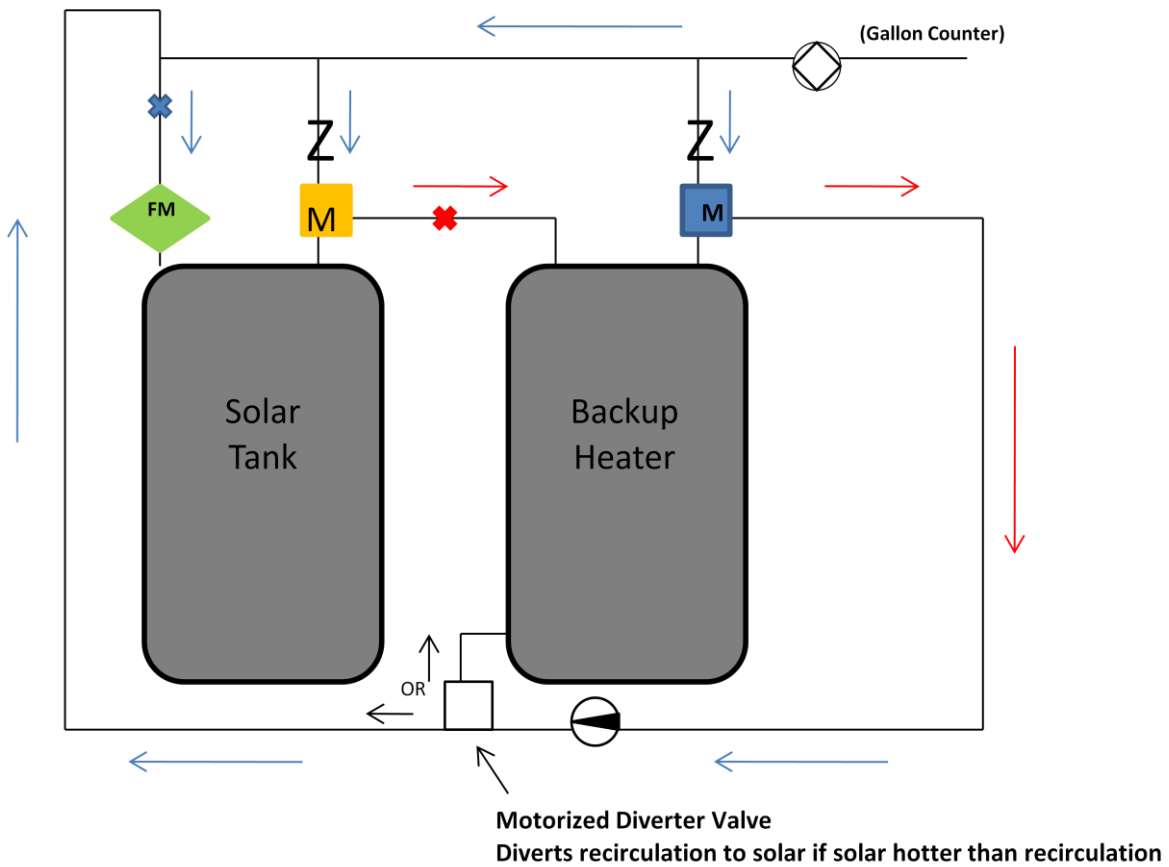 (Gallon Counter)
Z
Z
FM
M
M
Solar
Tank
Backup
Heater
OR
Motorized Diverter Valve
Diverts recirculation to solar if solar hotter than recirculation